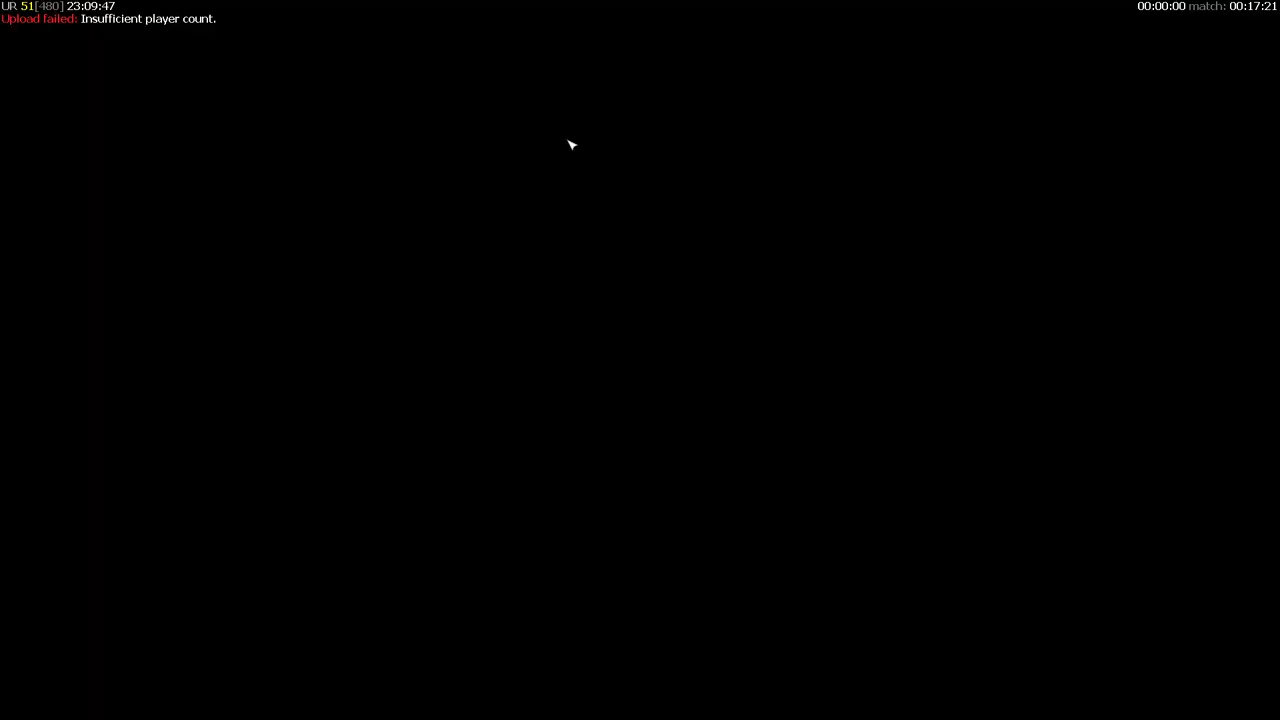 UR 51[480] 23:09:47
00:00:00 match: 00:17:21
Upload failed: Insufficient player count.